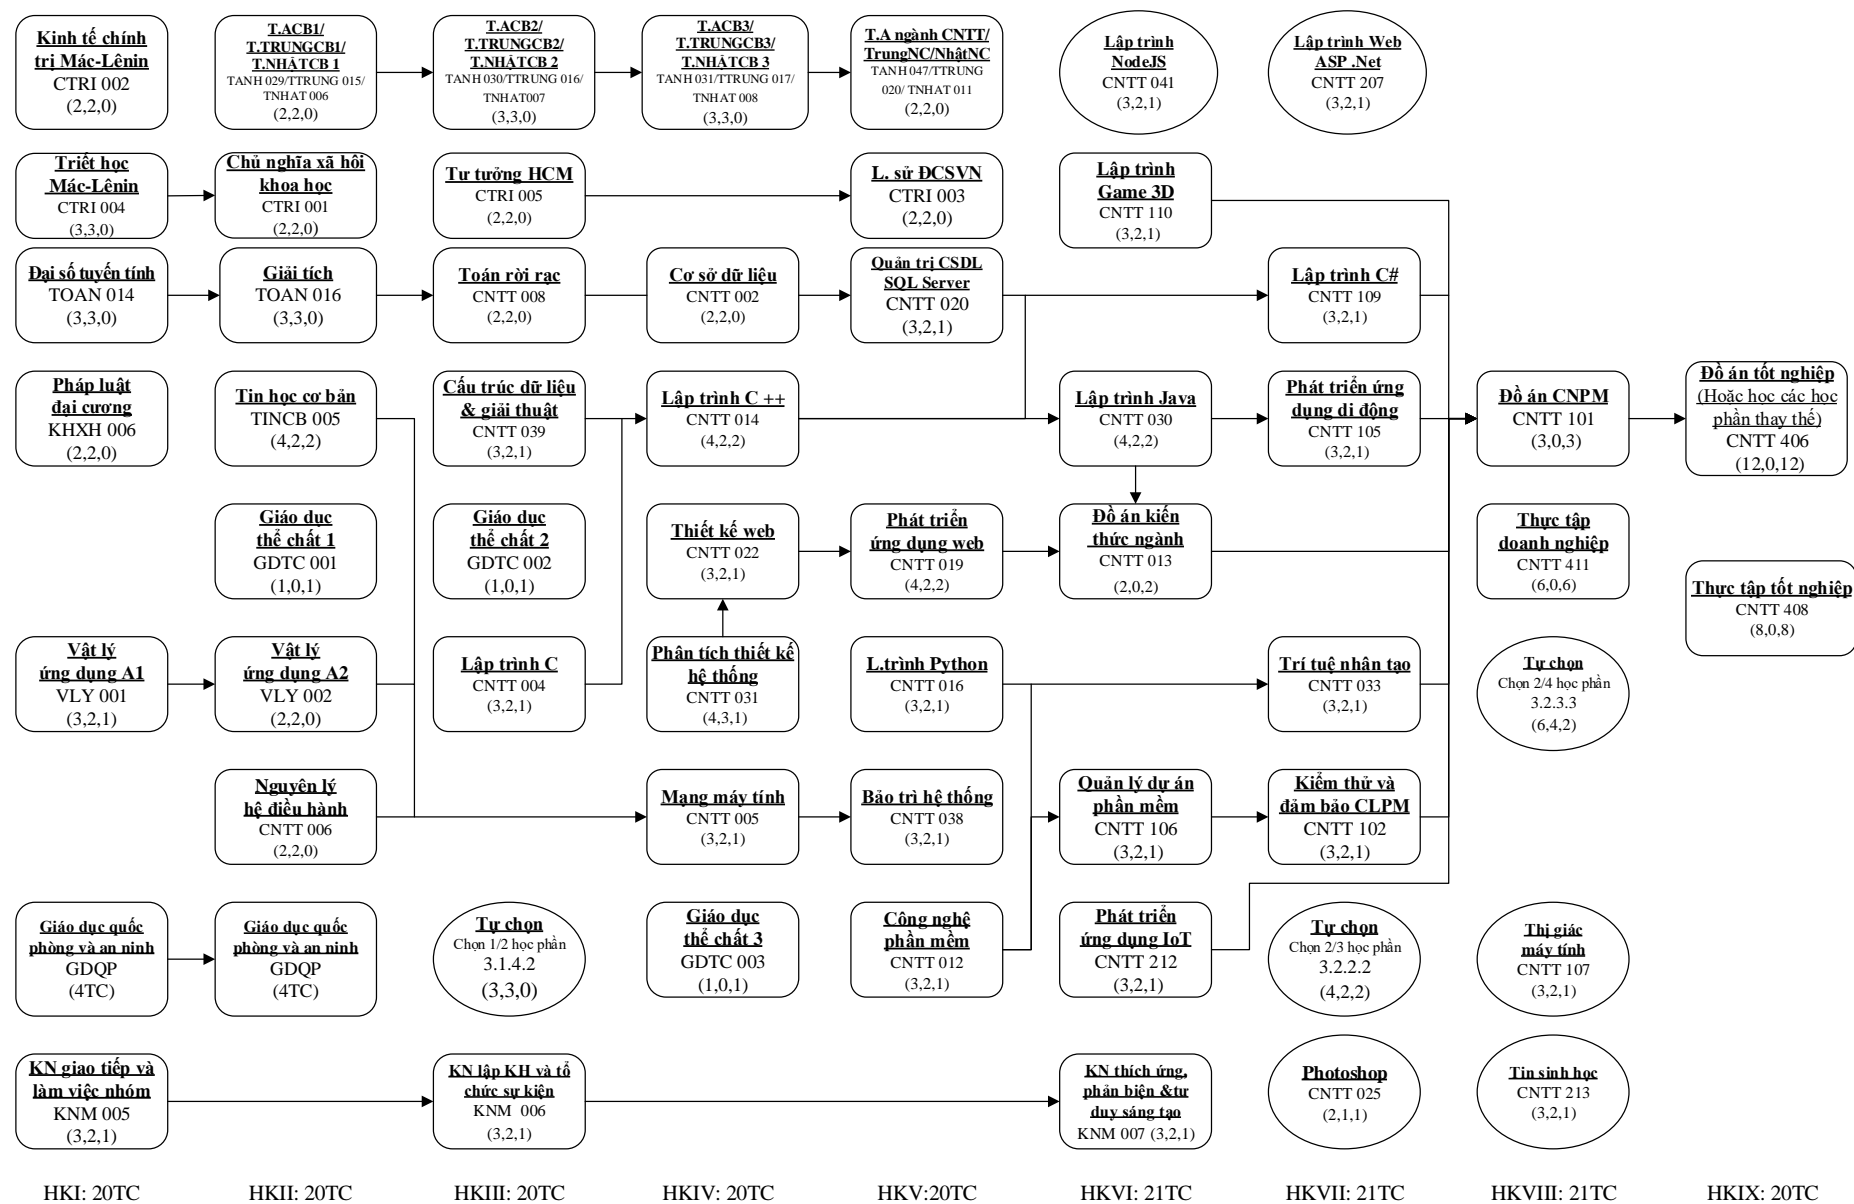 Kinh tế chính
trị Mác-Lênin
CTRI 002
(2,2,0)
T.ACB1/
T.TRUNGCB1/
T.NHẬTCB 1
TANH 029/TTRUNG 015/
TNHAT 006
(2,2,0)
T.ACB2/
T.TRUNGCB2/
T.NHẬTCB 2
TANH 030/TTRUNG 016/
TNHAT007
(3,3,0)
T.ACB3/
T.TRUNGCB3/
T.NHẬTCB 3
TANH 031/TTRUNG 017/
TNHAT 008
(3,3,0)
T.A ngành CNTT/
TrungNC/NhậtNC
TANH 047/TTRUNG
020/ TNHAT 011
(2,2,0)
Lập trình
NodeJS
CNTT 041
(3,2,1)
Lập trình Web
ASP .Net
CNTT 207
(3,2,1)
Triết học
Mác-Lênin
CTRI 004
(3,3,0)
Chủ nghĩa xã hội
khoa học
CTRI 001
(2,2,0)
Tư tưởng HCM
CTRI 005
(2,2,0)
L. sử ĐCSVN
CTRI 003
(2,2,0)
Lập trình
Game 3D
CNTT 110
(3,2,1)
Đại số tuyến tính
TOAN 014
(3,3,0)
Giải tích
TOAN 016
(3,3,0)
Toán rời rạc
CNTT 008
(2,2,0)
Cơ sở dữ liệu
CNTT 002
(2,2,0)
Quản trị CSDL
SQL Server
CNTT 020
(3,2,1)
Lập trình C#
CNTT 109
(3,2,1)
Pháp luật
đại cương
KHXH 006
(2,2,0)
Tin học cơ bản
TINCB 005
(4,2,2)
Cấu trúc dữ liệu
& giải thuật
CNTT 039
(3,2,1)
Lập trình C ++
CNTT 014
(4,2,2)
Lập trình Java
CNTT 030
(4,2,2)
Phát triển ứng
dụng di động
CNTT 105
(3,2,1)
Đồ án CNPM
CNTT 101
(3,0,3)
Đồ án tốt nghiệp
(Hoặc học các học
phần thay thế)
CNTT 406
(12,0,12)
Giáo dục
thể chất 1
GDTC 001
(1,0,1)
Giáo dục
thể chất 2
GDTC 002
(1,0,1)
Thiết kế web
CNTT 022
(3,2,1)
Phát triển
ứng dụng web
CNTT 019
(4,2,2)
Đồ án kiến
thức ngành
CNTT 013
(2,0,2)
Thực tập
doanh nghiệp
CNTT 411
(6,0,6)
Thực tập tốt nghiệp
CNTT 408
(8,0,8)
Vật lý
ứng dụng A1
VLY 001
(3,2,1)
Vật lý
ứng dụng A2
VLY 002
(2,2,0)
Lập trình C
CNTT 004
(3,2,1)
Phân tích thiết kế
hệ thống
CNTT 031
(4,3,1)
L.trình Python
CNTT 016
(3,2,1)
Trí tuệ nhân tạo
CNTT 033
(3,2,1)
Tự chọn
Chọn 2/4 học phần
3.2.3.3
(6,4,2)
Nguyên lý
hệ điều hành
CNTT 006
(2,2,0)
Mạng máy tính
CNTT 005
(3,2,1)
Bảo trì hệ thống
CNTT 038
(3,2,1)
Quản lý dự án
phần mềm
CNTT 106
(3,2,1)
Kiểm thử và
đảm bảo CLPM
CNTT 102
(3,2,1)
Giáo dục quốc
phòng và an ninh
GDQP
(4TC)
Giáo dục quốc
phòng và an ninh
GDQP
(4TC)
Tự chọn
Chọn 1/2 học phần
3.1.4.2
(3,3,0)
Giáo dục
thể chất 3
GDTC 003
(1,0,1)
Công nghệ
phần mềm
CNTT 012
(3,2,1)
Phát triển
ứng dụng IoT
CNTT 212
(3,2,1)
Tự chọn
Chọn 2/3 học phần
3.2.2.2
(4,2,2)
Thị giác
máy tính
CNTT 107
(3,2,1)
KN giao tiếp và
làm việc nhóm
KNM 005
(3,2,1)
KN lập KH và tổ
chức sự kiện
KNM 006
(3,2,1)
KN thích ứng,
phản biện &tư
duy sáng tạo
KNM 007 (3,2,1)
Photoshop
CNTT 025
(2,1,1)
Tin sinh học
CNTT 213
(3,2,1)
HKI: 20TC
HKII: 20TC
HKIII: 20TC
HKIV: 20TC
HKV:20TC
HKVI: 21TC
HKVII: 21TC
HKVIII: 21TC
HKIX: 20TC